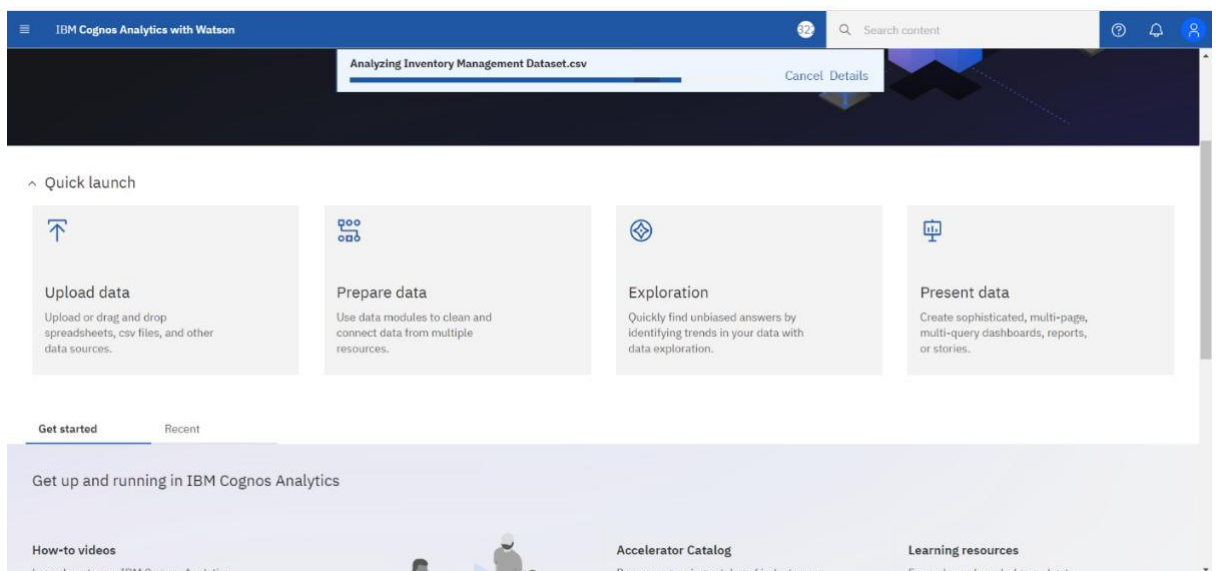 IBM Cognos Analytics with Watson
Search content
Analyzing Inventory Management Dataset.csv
Cancel Details
Quick launch
Upload data
Upload or drag and drop
spreadsheets, csv files, and other
data sources.
Prepare data
Use data modules to clean and
connect data from multiple
resources.
Exploration
Quickly find unbiased answers by
identifying trends in your data with
data exploration.
Present data
Create sophisticated, multi-page,
multi-query dashboards, reports,
or stories.
Get started
Recent
Get up and running in IBM Cognos Analytics
How-to videos
Accelerator Catalog
Learning resources